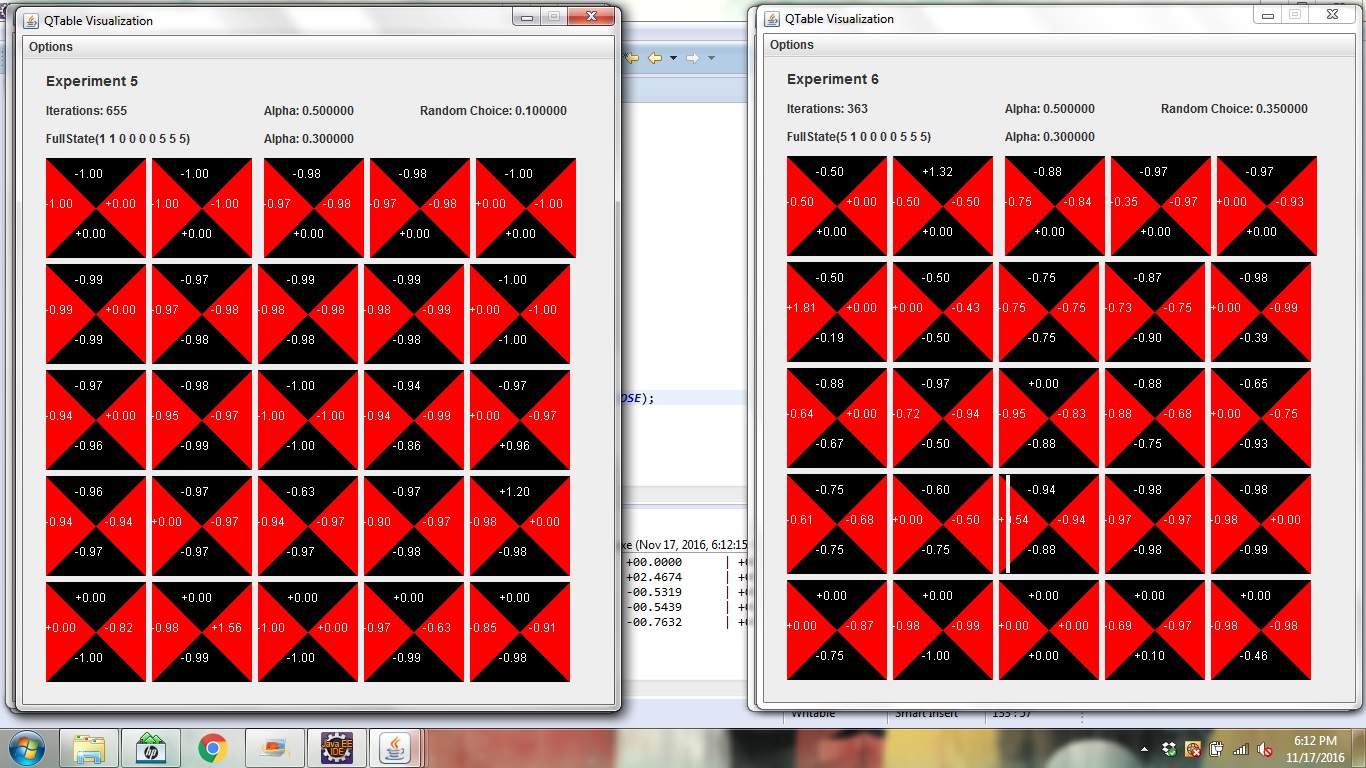 QTable Visualization
Options
Experiment 5
Iterations: 655 Alpha: 0.500000 Random Choice: 0.100000
FullState(1 1 0 0 0 0 5 5 5) Alpha: 0.300000
-1.00 -1.00 -0.98 -0.98 -1.00
-1.00 +0.00 -1.00 -1.00 -0.97 -0.98 -0.97 -0.98 +0.00 -1.00
+0.00 +0.00 +0.00 +0.00 +0.00
-0.99 -0.97 -0.99 -0.99 -1.00
-0.99 +0.00 -0.97 -0.98 -0.98 -0.98 -0.98 -0.99 +0.00 -1.00
-0.99 -0.98 -0.98 -0.98 -1.00
-0.97 -0.98 -1.00 -0.94 -0.97
-0.94 +0.00 -0.95 -0.97 -1.00 -1.00 -0.94 -0.99 +0.00 -0.97
-0.96 -0.99 -1.00 -0.86 +0.96
-0.96 -0.97 -0.63 -0.97 +1.20
-0.94 -0.94 +0.00 -0.97 -0.94 -0.97 -0.90 -0.97 -0.98 +0.00
-0.97 -0.97 -0.97 -0.98 -0.98
+0.00 +0.00 +0.00 +0.00 +0.00
+0.00 -0.82 -0.98 +1.56 -1.00 +0.00 -0.97 -0.63 -0.85 -0.91
-1.00 -0.99 -1.00 -0.99 -0.98
OSE);
xe (Nov 17, 2016, 6:12:15
+00.0000 |
+02.4674 |
-00.5319 |
-00.5439 |
-00.7632 |
QTable Visualization
Options
Experiment 6
Iterations: 363 Alpha: 0.500000 Random Choice: 0.350000
FullState(5 1 0 0 0 0 5 5 5) Alpha: 0.300000
-0.50 +1.32 -0.88 -0.97 -0.97
-0.50 +0.00 -0.50 -0.50 -0.75 -0.84 -0.35 -0.97 +0.00 -0.93
+0.00 +0.00 +0.00 +0.00 +0.00
-0.50 -0.50 -0.75 -0.87 -0.98
+1.81 +0.00 +0.00 -0.43 -0.75 -0.75 -0.73 -0.75 +0.00 -0.99
-0.19 -0.50 -0.75 -0.90 -0.39
-0.88 -0.97 +0.00 -0.88 -0.65
-0.64 +0.00 -0.72 -0.94 -0.95 -0.83 -0.88 -0.68 +0.00 -0.75
-0.67 -0.50 -0.88 -0.75 -0.93
-0.75 -0.60 -0.94 -0.98 -0.98
-0.61 -0.68 +0.00 -0.50 -0.94 -0.97 -0.97 -0.98 +0.00
-0.75 -0.75 -0.88 -0.98 -0.99
+0.00 +0.00 +0.00 +0.00 +0.00
+0.00 -0.87 -0.98 -0.99 +0.00 +0.00 -0.69 -0.97 -0.98 -0.98
-0.75 -1.00 +0.00 +0.10 -0.46
Writable Smart Insert 133 : 37
hp
Java EE
IDE
6:12 PM
11/17/2016